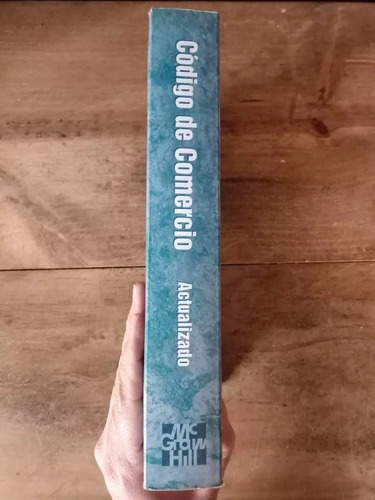 Código de Comercio Actualizado
Mc
Graw
Hill